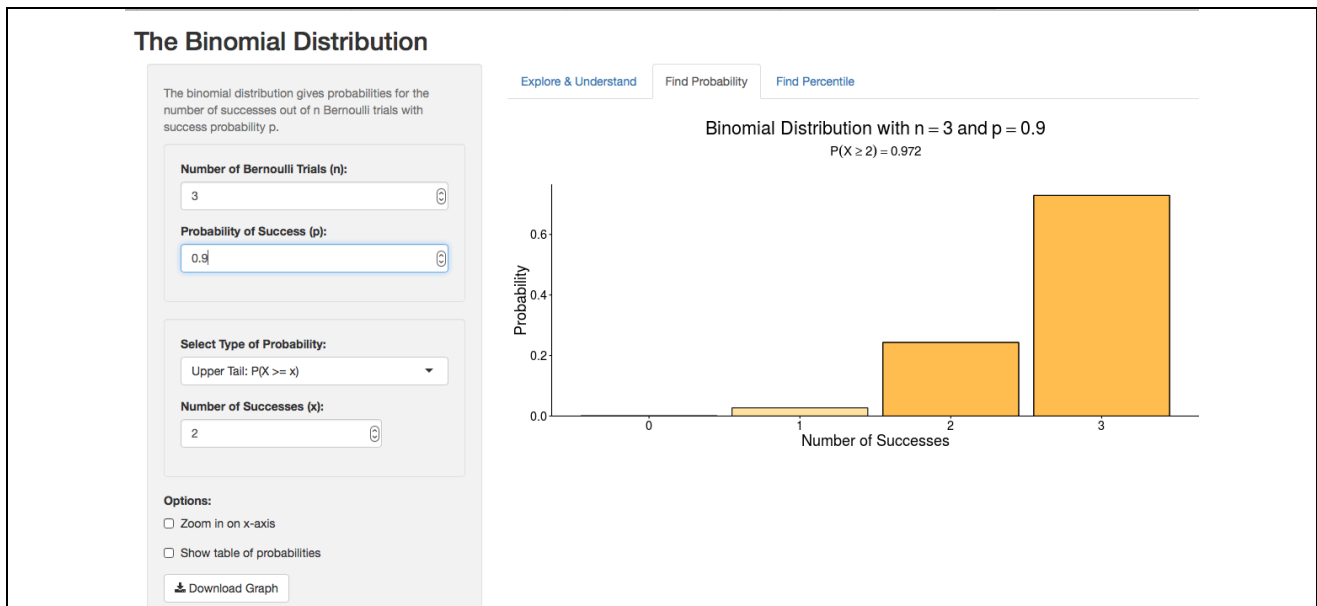 The Binomial Distribution
The binomial distribution gives probabilities for the
number of successes out of n Bernoulli trials with
success probability p.
Number of Bernoulli Trials (n):
3
Probability of Success (p):
0.9
Select Type of Probability:
Upper Tail: P(X >= x)
Number of Successes (x):
2
Options:
Zoom in on x-axis
Show table of probabilities
Download Graph
Explore & Understand Find Probability Find Percentile
Binomial Distribution with n = 3 and p = 0.9
P(X ≥ 2) = 0.972
Probability
0.6
0.4
0.2
0.0
0 1 2 3
Number of Successes